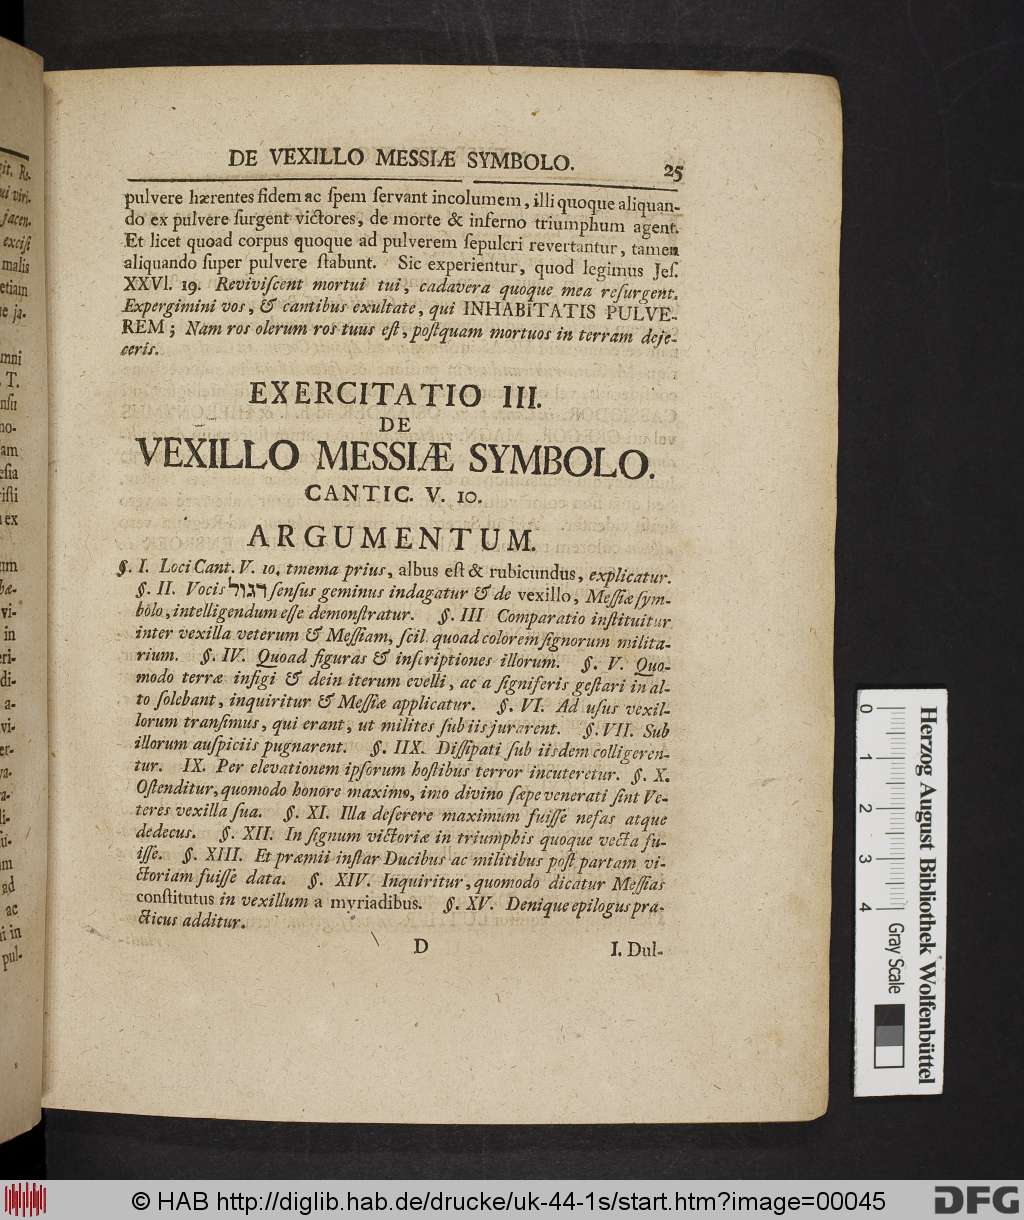 DE VEXILLO MESSIÆ SYMBOLO. 25
pulvere hærentes fidem ac spem servant incolumem, illi quoque aliquan-
do ex pulvere surgent victores, de morte & inferno triumphum agent.
Et licet quoad corpus quoque ad pulverem sepulcri revertantur, tamen
aliquando super pulvere stabunt. Sic experientur, quod legimus Jes.
XXVI. 19. Reviviscent mortui tui, cadavera quoque mea resurgent.
Expergimini vos, & cantibus exultate, qui INHABITATIS PULVE-
REM; Nam ros olerum ros tuus est, postquam mortuos in terram deje-
ceris.
EXERCITATIO III.
DE
VEXILLO MESSIÆ SYMBOLO.
CANTIC. V. 10.
ARGUMENTUM.
§. I. Loci Cant. V. 10. tmema prius, albus est & rubicundus, explicatur.
§. II. Vocis דגול sensus geminus indagatur & de vexillo, Messiæ sym-
bolo, intelligendum esse demonstratur. §. III Comparatio instituitur
inter vexilla veterum & Messiam, scil. quoad colorem signorum milita-
rium. §. IV. Quoad figuras & inscriptiones illorum. §. V. Quo-
modo terræ infigi & dein iterum evelli, ac a signiferis gestari in al-
to solebant, inquiritur & Messiæ applicatur. §. VI. Ad usus vexil-
lorum transimus, qui erant, ut milites sub iis jurarent. §. VII. Sub
illorum auspiciis pugnarent. §. IIX. Dissipati sub iisdem colligeren-
tur. IX. Per elevationem ipsorum hostibus terror incuteretur. §. X.
Ostenditur, quomodo honore maximo, imo divino sæpe venerati sint Ve-
teres vexilla sua. §. XI. Illa deserere maximum fuisse nefas atque
dedecus. §. XII. In signum victoriæ in triumphis quoque vecta fu-
isse. §. XIII. Et præmii instar Ducibus ac militibus post partam vi-
ctoriam fuisse data. §. XIV. Inquiritur, quomodo dicatur Messias
constitutus in vexillum a myriadibus. §. XV. Denique epilogus pra-
cticus additur.
D I. Dul-
0 1 2 3 4
Gray Scale
Herzog August Bibliothek Wolfenbüttel
© HAB http://diglib.hab.de/drucke/uk-44-1s/start.htm?image=00045
DFG